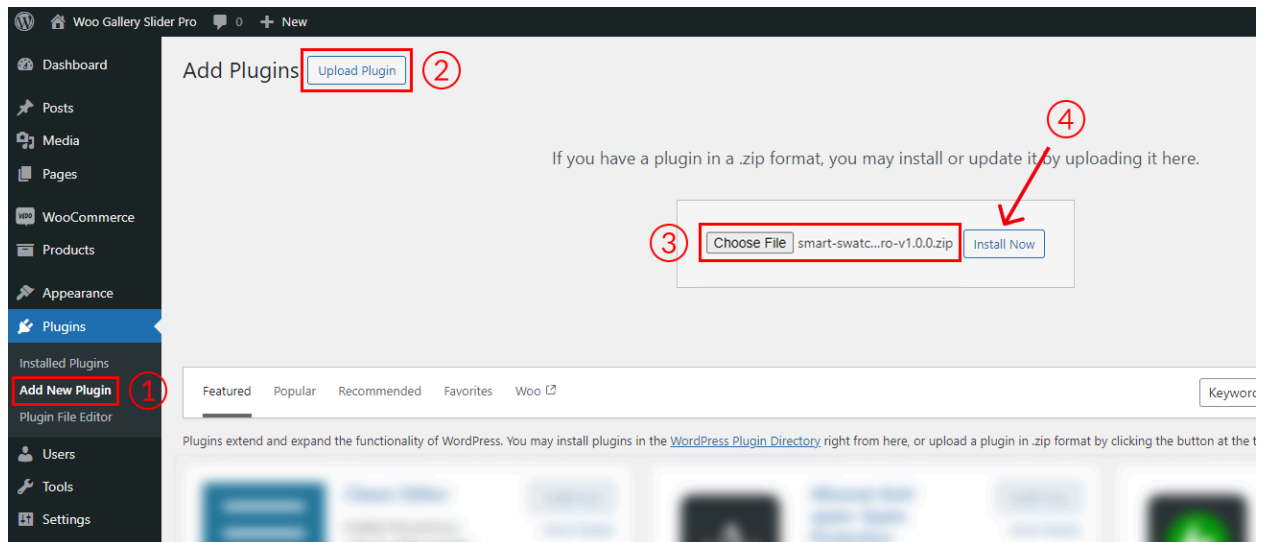 Woo Gallery Slider Pro 0 + New
Dashboard
Posts
Media
Pages
WooCommerce
Products
Appearance
Plugins
Installed Plugins
Add New Plugin 1
Plugin File Editor
Users
Tools
Settings
Add Plugins Upload Plugin 2
4
If you have a plugin in a .zip format, you may install or update it by uploading it here.
3 Choose File smart-swatc...ro-v1.0.0.zip Install Now
Featured Popular Recommended Favorites Woo
Keyword
Plugins extend and expand the functionality of WordPress. You may install plugins in the WordPress Plugin Directory right from here, or upload a plugin in .zip format by clicking the button at the t